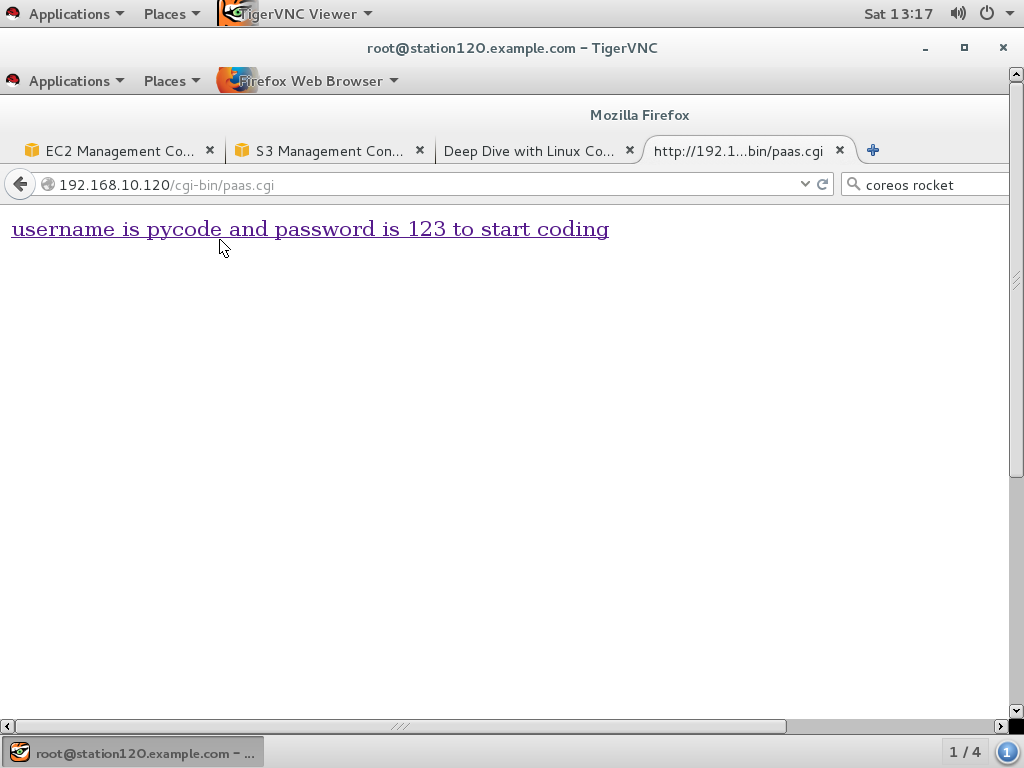 Applications Places TigerVNC Viewer Sat 13:17
root@station120.example.com – TigerVNC
Applications Places Firefox Web Browser
Mozilla Firefox
EC2 Management Co... S3 Management Con... Deep Dive with Linux Co... http://192.1...bin/paas.cgi
192.168.10.120/cgi-bin/paas.cgi coreos rocket
username is pycode and password is 123 to start coding
root@station120.example.com – ... 1 / 4 1